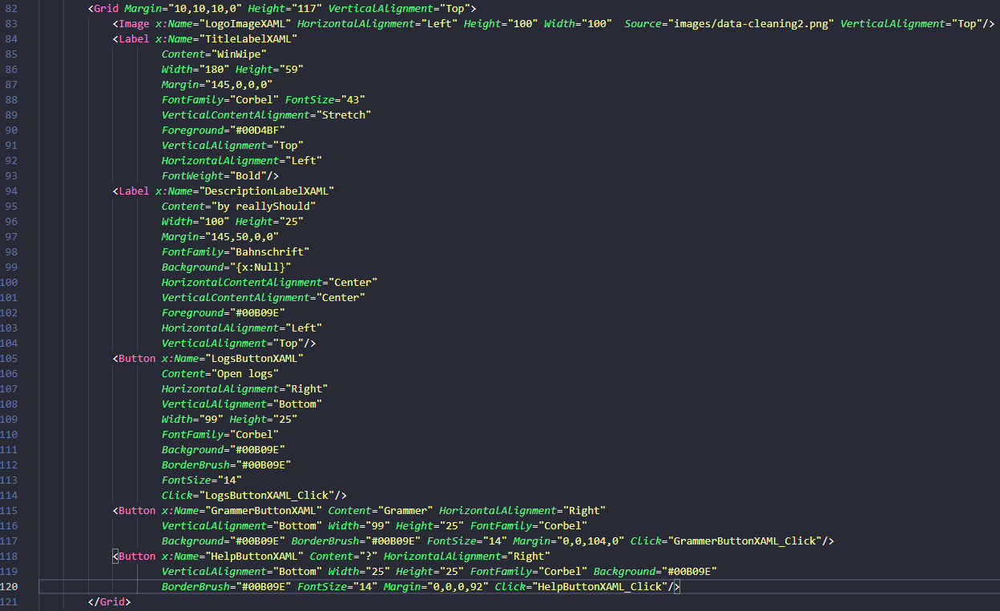 82 <Grid Margin="10,10,10,0" Height="117" VerticalAlignment="Top">
83 <Image x:Name="LogoImageXAML" HorizontalAlignment="Left" Height="100" Width="100"  Source="images/data-cleaning2.png" VerticalAlignment="Top"/>
84 <Label x:Name="TitleLabelXAML"
85 Content="WinWipe"
86 Width="180" Height="59"
87 Margin="145,0,0,0"
88 FontFamily="Corbel" FontSize="43"
89 VerticalContentAlignment="Stretch"
90 Foreground="#00D4BF"
91 VerticalAlignment="Top"
92 HorizontalAlignment="Left"
93 FontWeight="Bold"/>
94 <Label x:Name="DescriptionLabelXAML"
95 Content="by reallyShould"
96 Width="100" Height="25"
97 Margin="145,50,0,0"
98 FontFamily="Bahnschrift"
99 Background="{x:Null}"
100 HorizontalContentAlignment="Center"
101 VerticalContentAlignment="Center"
102 Foreground="#00B09E"
103 HorizontalAlignment="Left"
104 VerticalAlignment="Top"/>
105 <Button x:Name="LogsButtonXAML"
106 Content="Open logs"
107 HorizontalAlignment="Right"
108 VerticalAlignment="Bottom"
109 Width="99" Height="25"
110 FontFamily="Corbel"
111 Background="#00B09E"
112 BorderBrush="#00B09E"
113 FontSize="14"
114 Click="LogsButtonXAML_Click"/>
115 <Button x:Name="GrammerButtonXAML" Content="Grammer" HorizontalAlignment="Right"
116 VerticalAlignment="Bottom" Width="99" Height="25" FontFamily="Corbel"
117 Background="#00B09E" BorderBrush="#00B09E" FontSize="14" Margin="0,0,104,0" Click="GrammerButtonXAML_Click"/>
118 <Button x:Name="HelpButtonXAML" Content="?" HorizontalAlignment="Right"
119 VerticalAlignment="Bottom" Width="25" Height="25" FontFamily="Corbel" Background="#00B09E"
120 BorderBrush="#00B09E" FontSize="14" Margin="0,0,0,92" Click="HelpButtonXAML_Click"/>
121 </Grid>